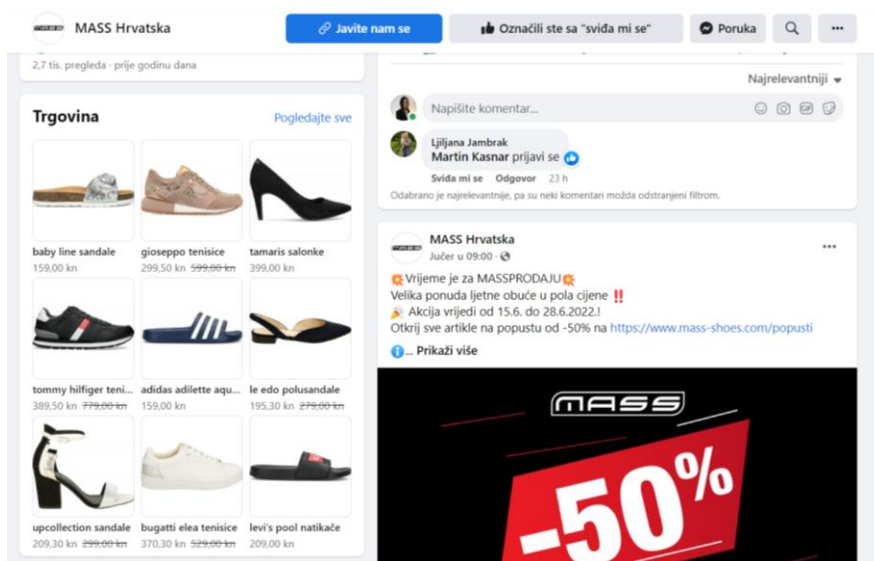 MASS Hrvatska
Javite nam se
Označili ste sa "sviđa mi se"
Poruka
2,7 tis. pregleda · prije godinu dana
Trgovina
Pogledajte sve
baby line sandale
159,00 kn
gioseppo tenisice
299,50 kn 599,00 kn
tamaris salonke
399,00 kn
tommy hilfiger teni...
389,50 kn 779,00 kn
adidas adilette aqu...
159,00 kn
le edo polusandale
195,30 kn 279,00 kn
upcollection sandale
209,30 kn 299,00 kn
bugatti elea tenisice
370,30 kn 529,00 kn
levi's pool natikače
209,00 kn
Najrelevantniji
Napišite komentar...
GIF
Ljiljana Jambrak
Martin Kasnar prijavi se
Sviđa mi se Odgovor 23 h
Odabrano je najrelevantnije, pa su neki komentari možda odstranjeni filtrom.
MASS Hrvatska
Jučer u 09:00 ·
💥Vrijeme je za MASSPRODAJU💥
Velika ponuda ljetne obuće u pola cijene ‼️
🎉 Akcija vrijedi od 15.6. do 28.6.2022.!
Otkrij sve artikle na popustu od -50% na https://www.mass-shoes.com/popusti
ℹ️... Prikaži više
MASS
-50%